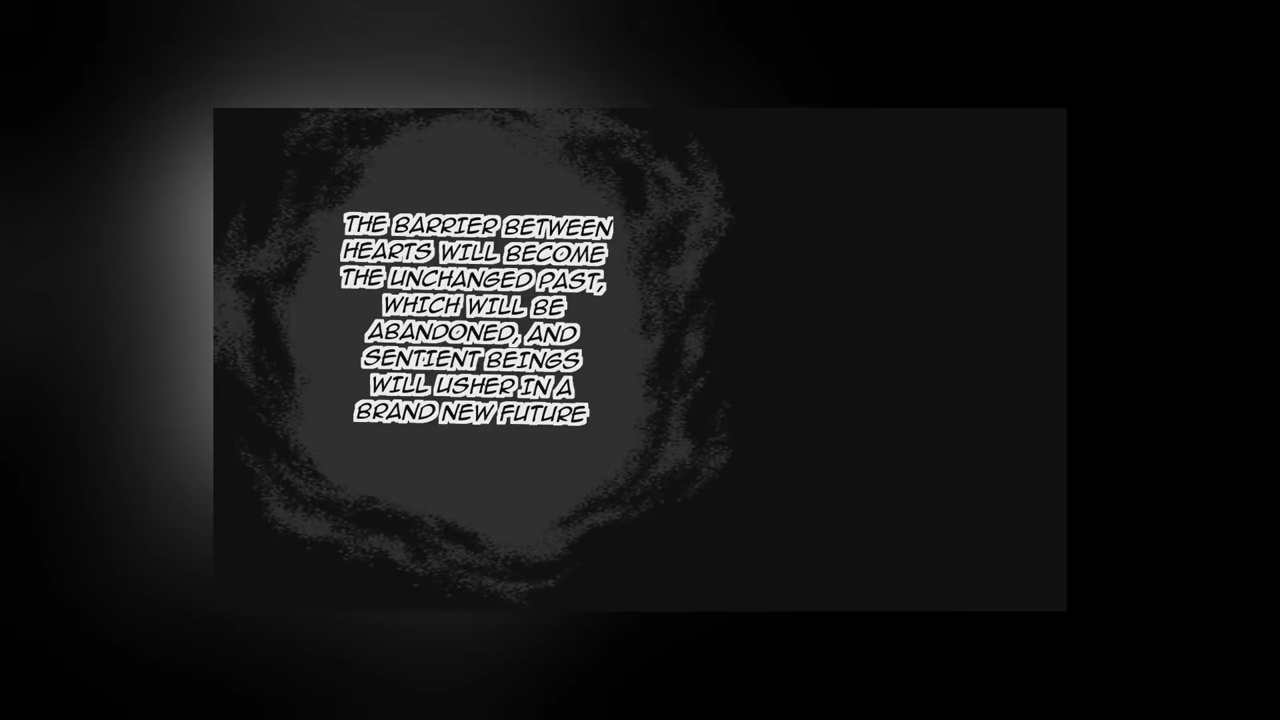 THE BARRIER BETWEEN
HEARTS WILL BECOME
THE UNCHANGED PAST,
WHICH WILL BE
ABANDONED, AND
SENTIENT BEINGS
WILL USHER IN A
BRAND NEW FUTURE